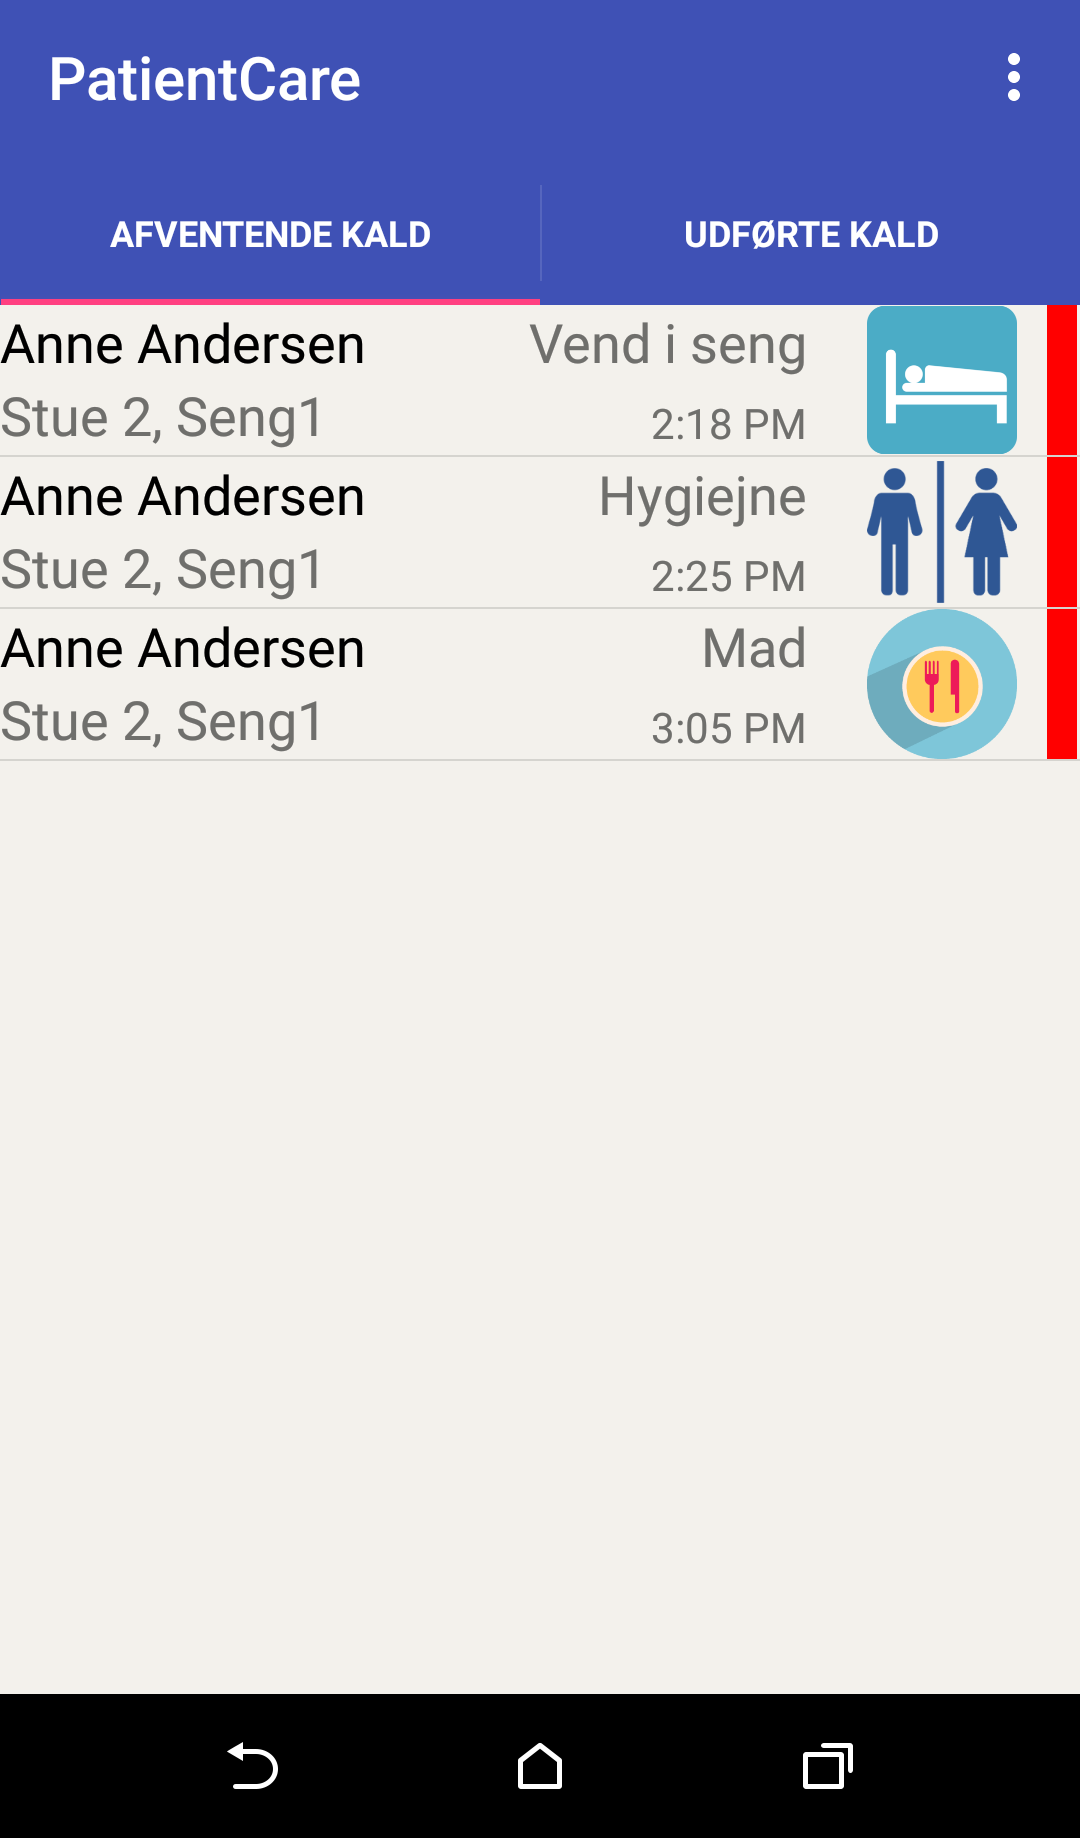 PatientCare
AFVENTENDE KALD
UDFØRTE KALD
Anne Andersen
Vend i seng
Stue 2, Seng1
2:18 PM
Anne Andersen
Hygiejne
Stue 2, Seng1
2:25 PM
Anne Andersen
Mad
Stue 2, Seng1
3:05 PM